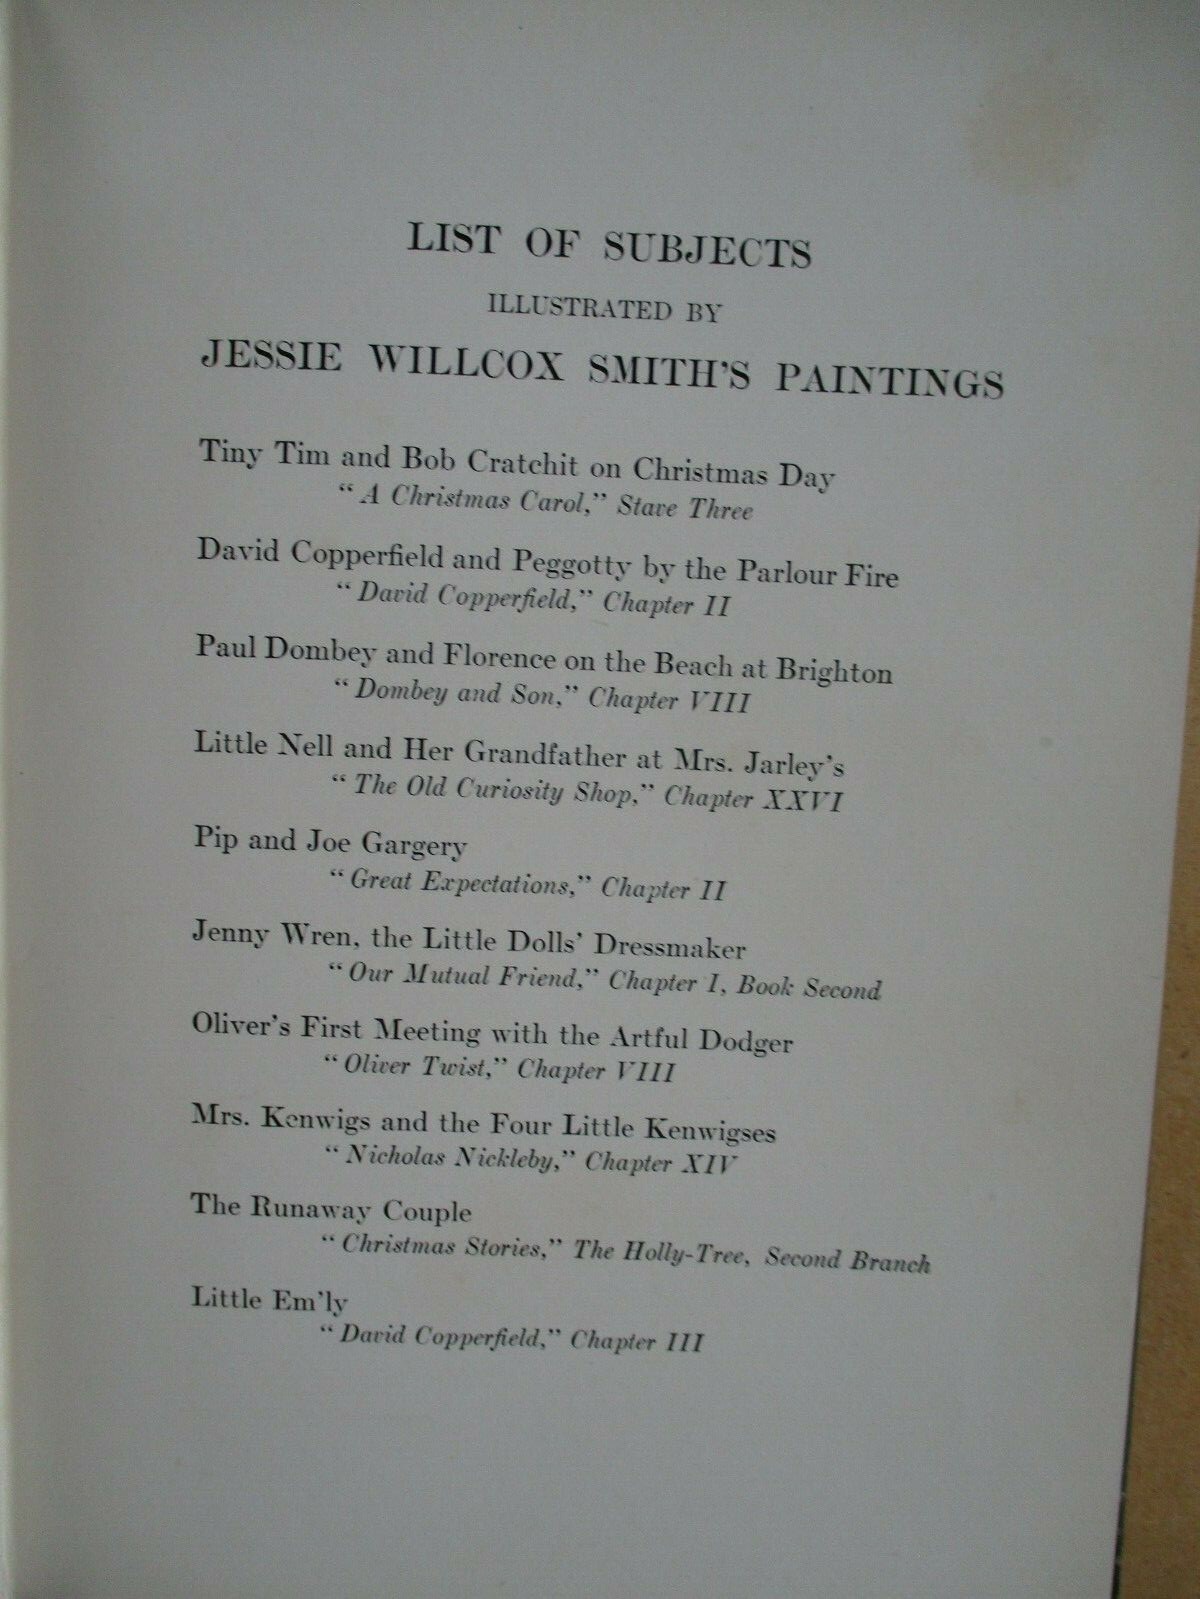 LIST OF SUBJECTS
ILLUSTRATED BY
JESSIE WILLCOX SMITH'S PAINTINGS
Tiny Tim and Bob Cratchit on Christmas Day
“A Christmas Carol,” Stave Three
David Copperfield and Peggotty by the Parlour Fire
“David Copperfield,” Chapter II
Paul Dombey and Florence on the Beach at Brighton
“Dombey and Son,” Chapter VIII
Little Nell and Her Grandfather at Mrs. Jarley's
“The Old Curiosity Shop,” Chapter XXVI
Pip and Joe Gargery
“Great Expectations,” Chapter II
Jenny Wren, the Little Dolls' Dressmaker
“Our Mutual Friend,” Chapter I, Book Second
Oliver's First Meeting with the Artful Dodger
“Oliver Twist,” Chapter VIII
Mrs. Kenwigs and the Four Little Kenwigses
“Nicholas Nickleby,” Chapter XIV
The Runaway Couple
“Christmas Stories,” The Holly-Tree, Second Branch
Little Em'ly
“David Copperfield,” Chapter III